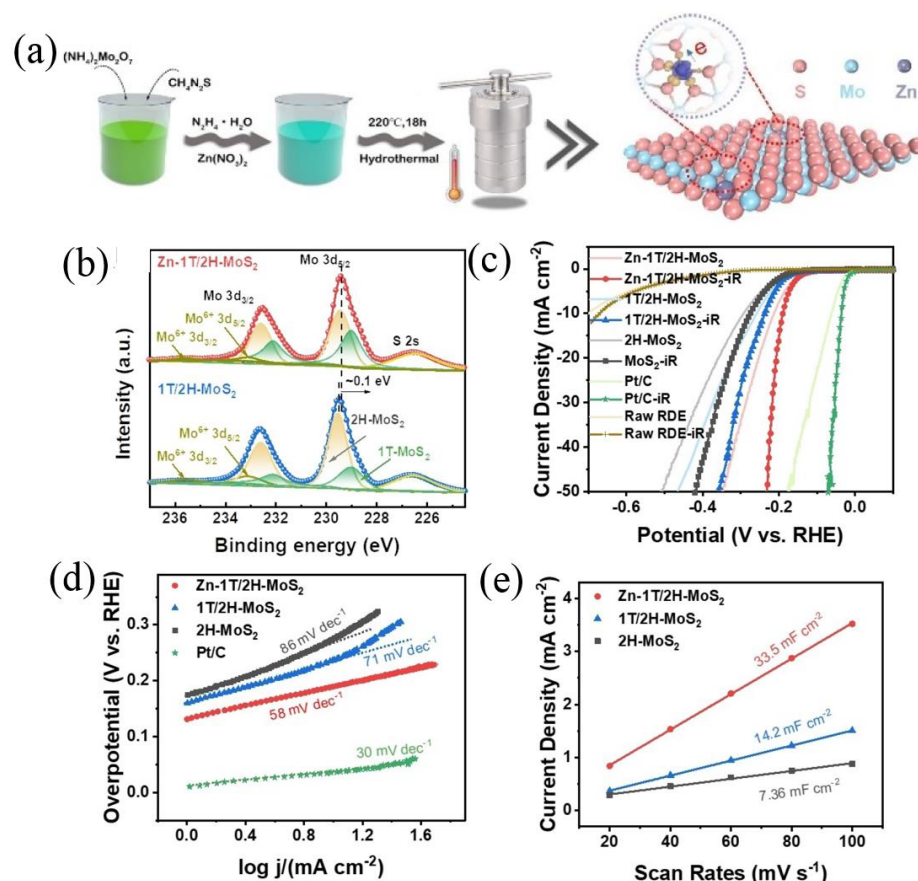 (a)
(NH₄)₂Mo₂O₇
CH₄N₂S
N₂H₄·H₂O
Zn(NO₃)₂
220℃,18h
Hydrothermal
e
S Mo Zn
(b)
Zn-1T/2H-MoS₂
Mo 3d₅/₂
Mo 3d₃/₂
Mo⁶⁺ 3d₅/₂
Mo⁶⁺ 3d₃/₂
S 2s
~0.1 eV
1T/2H-MoS₂
2H-MoS₂
Mo⁶⁺ 3d₅/₂
Mo⁶⁺ 3d₃/₂
1T-MoS₂
Intensity (a.u.)
236 234 232 230 228 226
Binding energy (eV)
(c)
Zn-1T/2H-MoS₂
Zn-1T/2H-MoS₂-iR
1T/2H-MoS₂
1T/2H-MoS₂-iR
2H-MoS₂
MoS₂-iR
Pt/C
Pt/C-iR
Raw RDE
Raw RDE-iR
Current Density (mA cm⁻²)
0
-10
-20
-30
-40
-50
-0.6 -0.4 -0.2 0.0
Potential (V vs. RHE)
(d)
Zn-1T/2H-MoS₂
1T/2H-MoS₂
2H-MoS₂
Pt/C
86 mV dec⁻¹
71 mV dec⁻¹
58 mV dec⁻¹
30 mV dec⁻¹
Overpotential (V vs. RHE)
0.3
0.2
0.1
0.0
0.0 0.4 0.8 1.2 1.6
log j/(mA cm⁻²)
(e)
Zn-1T/2H-MoS₂
1T/2H-MoS₂
2H-MoS₂
33.5 mF cm⁻²
14.2 mF cm⁻²
7.36 mF cm⁻²
Current Density (mA cm⁻²)
4
3
2
1
0
20 40 60 80 100
Scan Rates (mV s⁻¹)